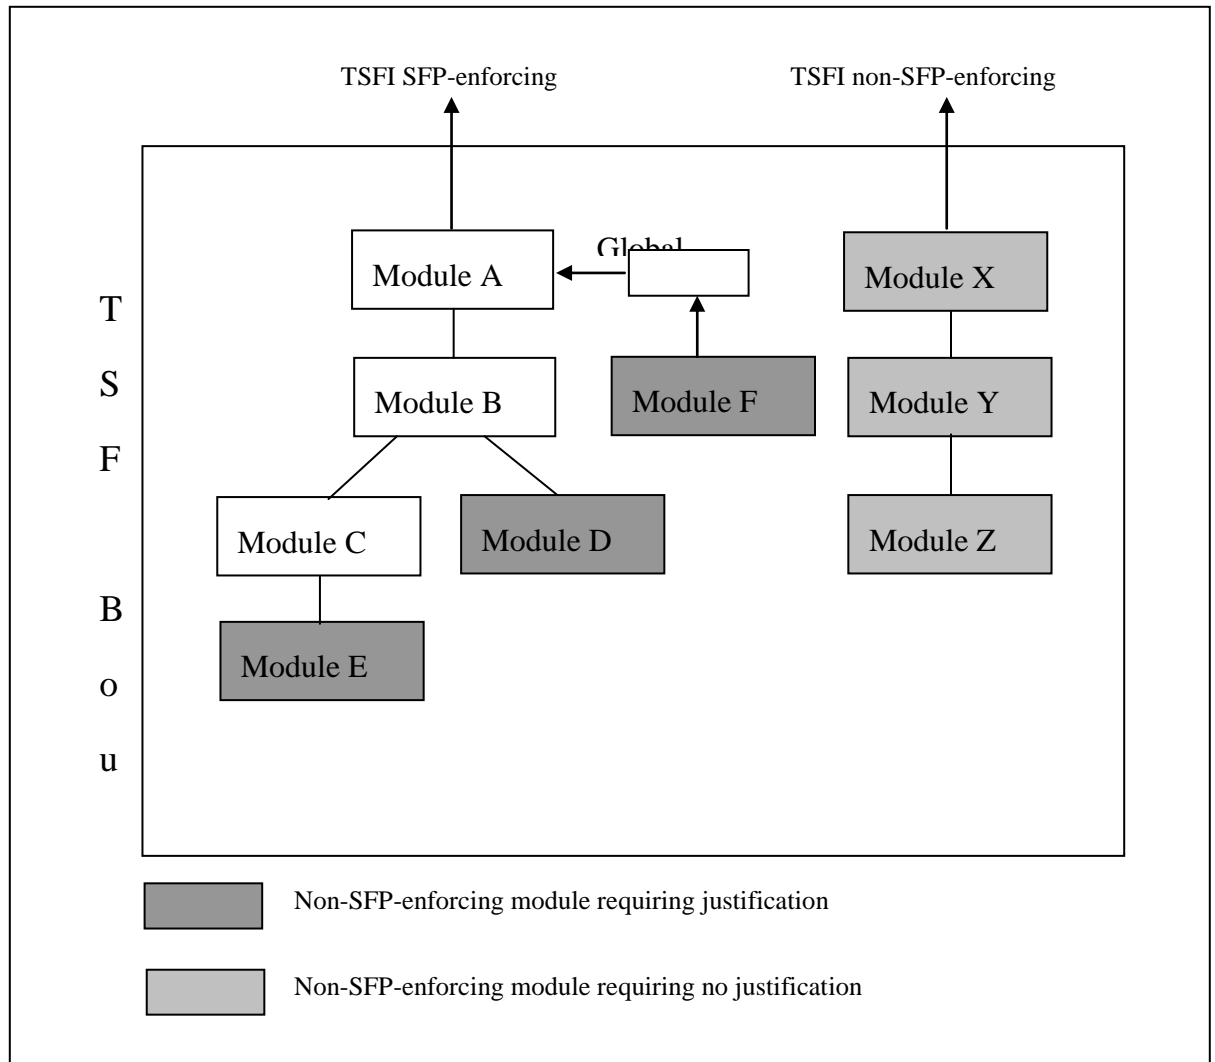 TSFI SFP-enforcing
TSFI non-SFP-enforcing
Global
Module A
Module X
T
S
F
B
o
u
Module B
Module F
Module Y
Module C
Module D
Module Z
Module E
Non-SFP-enforcing module requiring justification
Non-SFP-enforcing module requiring no justification